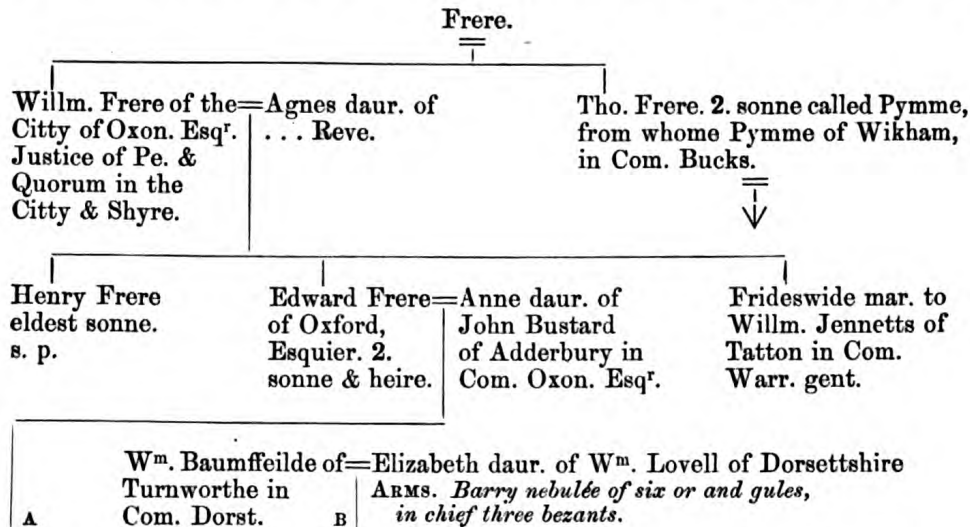 Frere.
Willm. Frere of the=Agnes daur. of
Citty of Oxon. Esqr. . . . Reve.
Justice of Pe. &
Quorum in the
Citty & Shyre.
Tho. Frere. 2. sonne called Pymme,
from whome Pymme of Wikham,
in Com. Bucks.
Henry Frere
eldest sonne.
s. p.
Edward Frere=Anne daur. of
of Oxford, John Bustard
Esquier. 2. of Adderbury in
sonne & heire. Com. Oxon. Esqr.
Frideswide mar. to
Willm. Jennetts of
Tatton in Com.
Warr. gent.
Wm. Baumffeilde of=Elizabeth daur. of Wm. Lovell of Dorsettshire
Turnworthe in ARMS. Barry nebulée of six or and gules,
A Com. Dorst. B in chief three bezants.